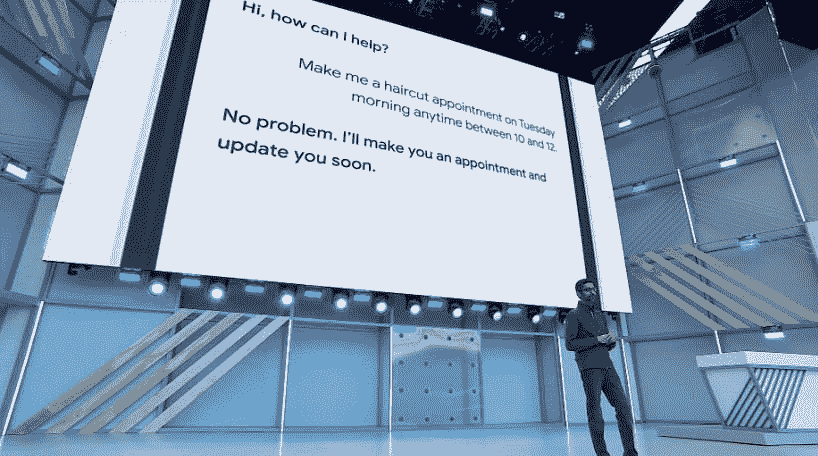 Hi, how can I help?
Make me a haircut appointment on Tuesday
morning anytime between 10 and 12.
No problem. I'll make you an appointment and
update you soon.